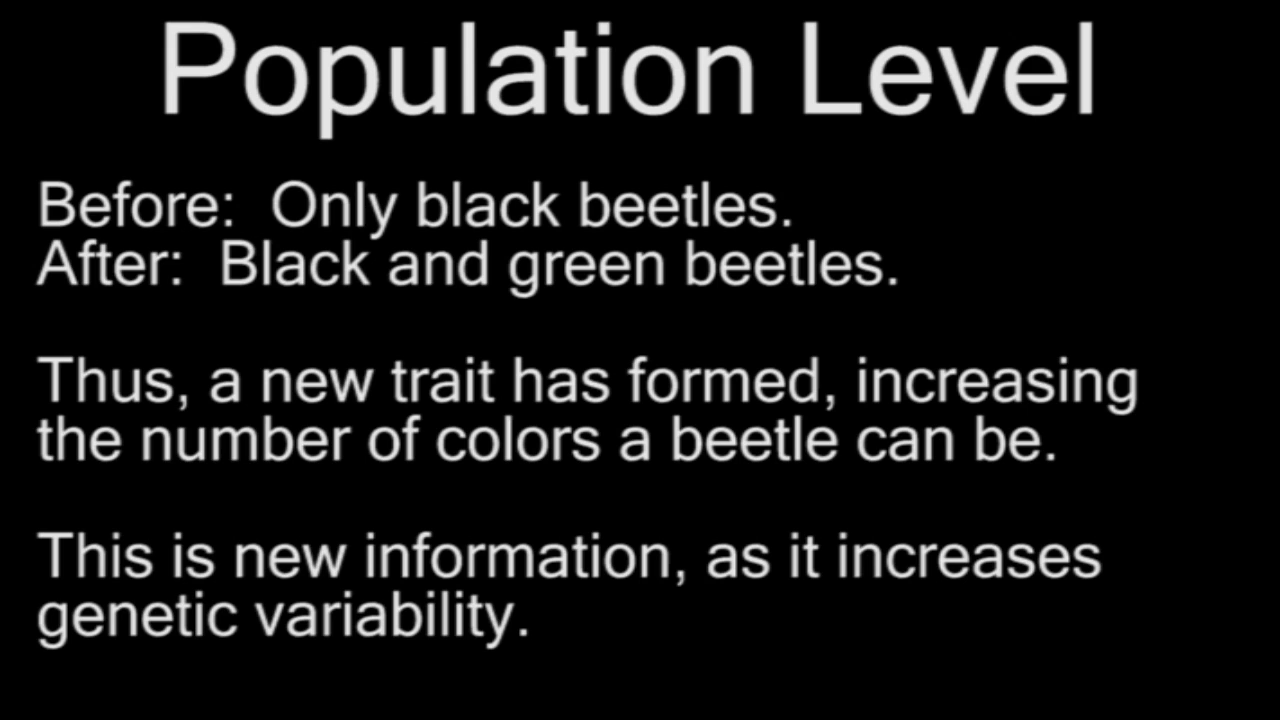 Population Level
Before:  Only black beetles.
After:  Black and green beetles.
Thus, a new trait has formed, increasing
the number of colors a beetle can be.
This is new information, as it increases
genetic variability.